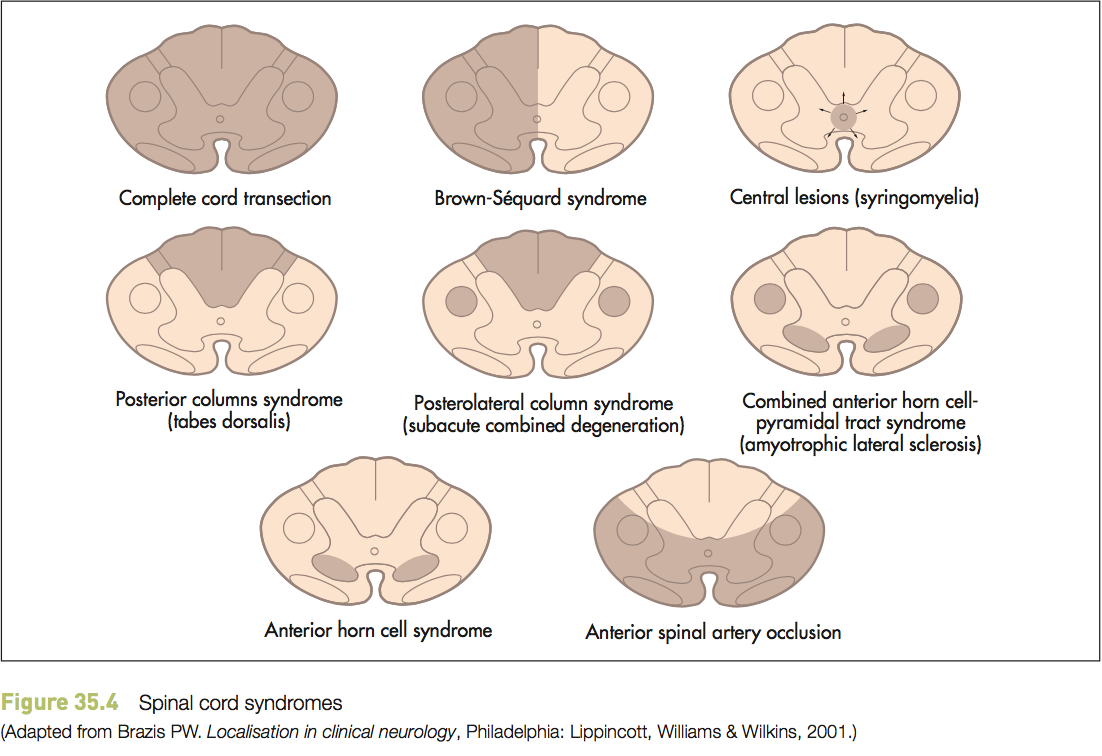 Complete cord transection
Brown-Séquard syndrome
Central lesions (syringomyelia)
Posterior columns syndrome
(tabes dorsalis)
Posterolateral column syndrome
(subacute combined degeneration)
Combined anterior horn cell-
pyramidal tract syndrome
(amyotrophic lateral sclerosis)
Anterior horn cell syndrome
Anterior spinal artery occlusion
Figure 35.4 Spinal cord syndromes
(Adapted from Brazis PW. Localisation in clinical neurology, Philadelphia: Lippincott, Williams & Wilkins, 2001.)